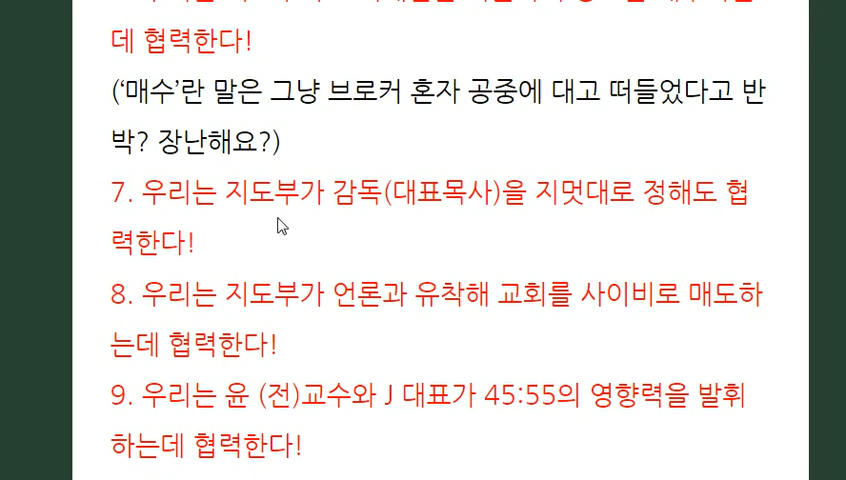 데 협력한다!
(‘매수’란 말은 그냥 브로커 혼자 공중에 대고 떠들었다고 반
박? 장난해요?)
7. 우리는 지도부가 감독(대표목사)을 지멋대로 정해도 협
력한다!
8. 우리는 지도부가 언론과 유착해 교회를 사이비로 매도하
는데 협력한다!
9. 우리는 윤 (전)교수와 J 대표가 45:55의 영향력을 발휘
하는데 협력한다!